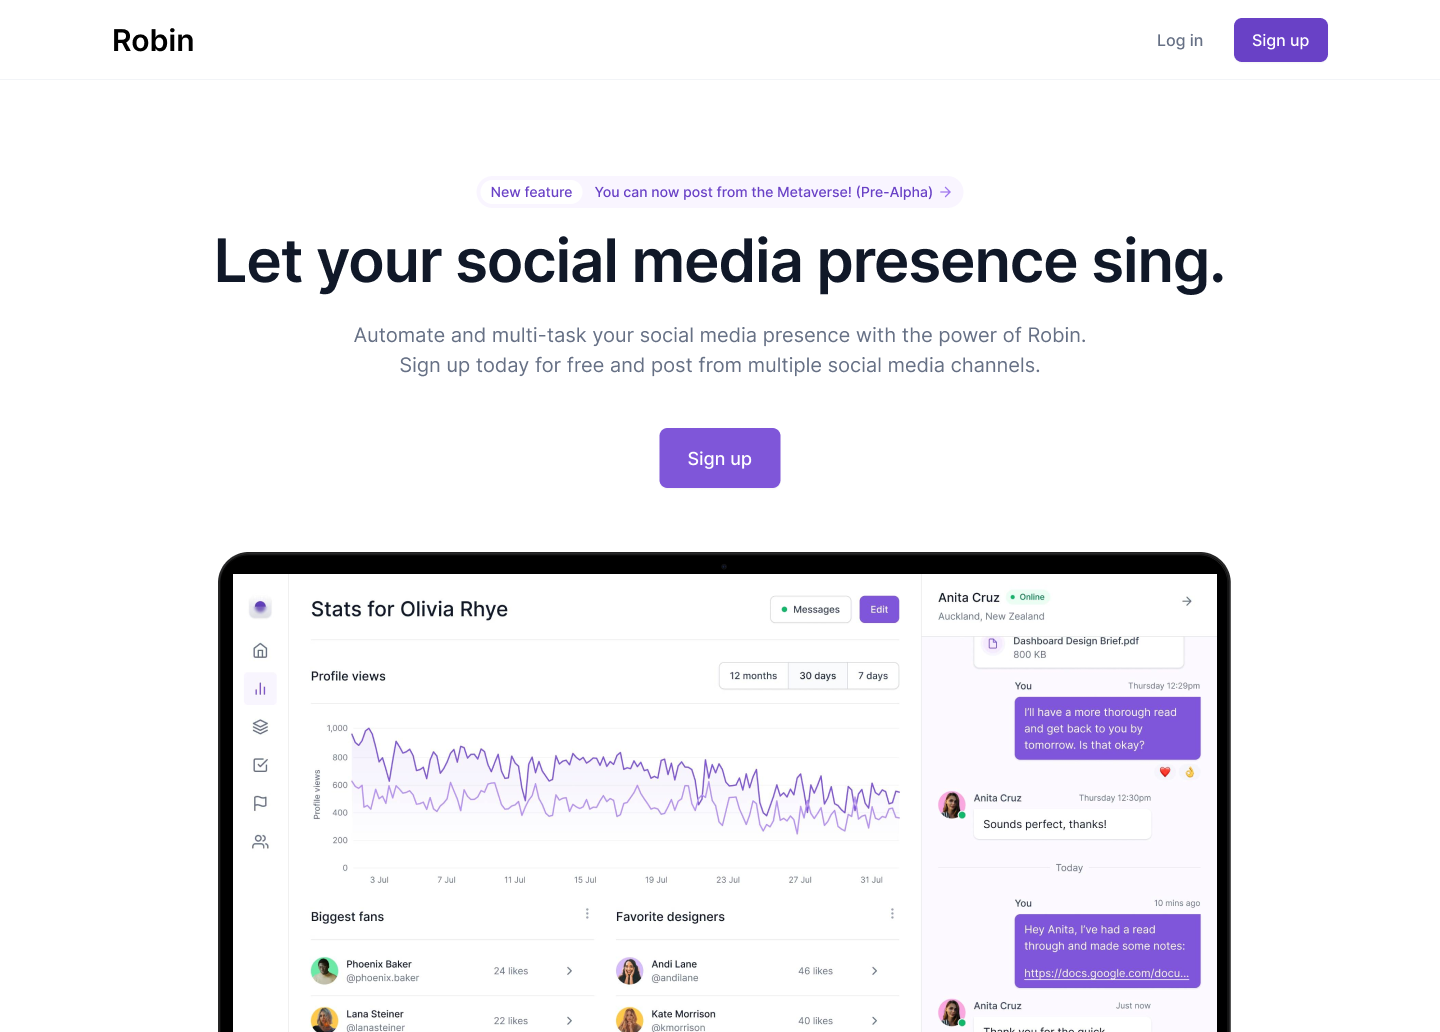 Robin
Log in
Sign up
New feature
You can now post from the Metaverse! (Pre-Alpha)
Let your social media presence sing.
Automate and multi-task your social media presence with the power of Robin.
Sign up today for free and post from multiple social media channels.
Sign up
Stats for Olivia Rhye
Messages
Edit
Profile views
12 months
30 days
7 days
Profile views
1,000
800
600
400
200
0
3 Jul
7 Jul
11 Jul
15 Jul
19 Jul
23 Jul
27 Jul
31 Jul
Biggest fans
Phoenix Baker
@phoenix.baker
24 likes
Lana Steiner
@lanasteiner
22 likes
Favorite designers
Andi Lane
@andilane
46 likes
Kate Morrison
@kmorrison
40 likes
Anita Cruz
Online
Auckland, New Zealand
Dashboard Design Brief.pdf
800 KB
You
Thursday 12:29pm
I'll have a more thorough read
and get back to you by
tomorrow. Is that okay?
Anita Cruz
Thursday 12:30pm
Sounds perfect, thanks!
Today
You
10 mins ago
Hey Anita, I've had a read
through and made some notes:
https://docs.google.com/docu...
Anita Cruz
Just now
Thank you for the quick